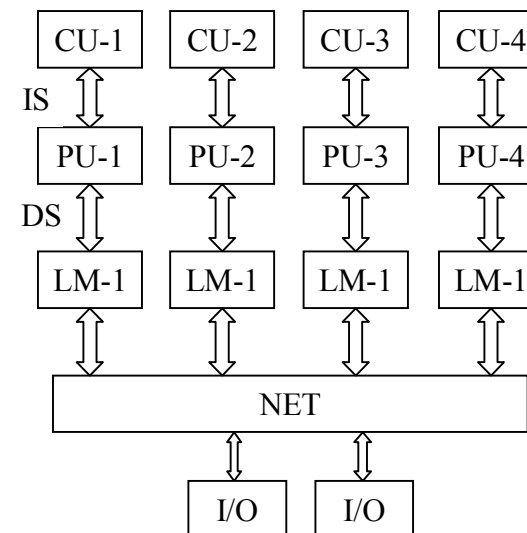 CU-1 CU-2 CU-3 CU-4
IS
PU-1 PU-2 PU-3 PU-4
DS
LM-1 LM-1 LM-1 LM-1
NET
I/O I/O